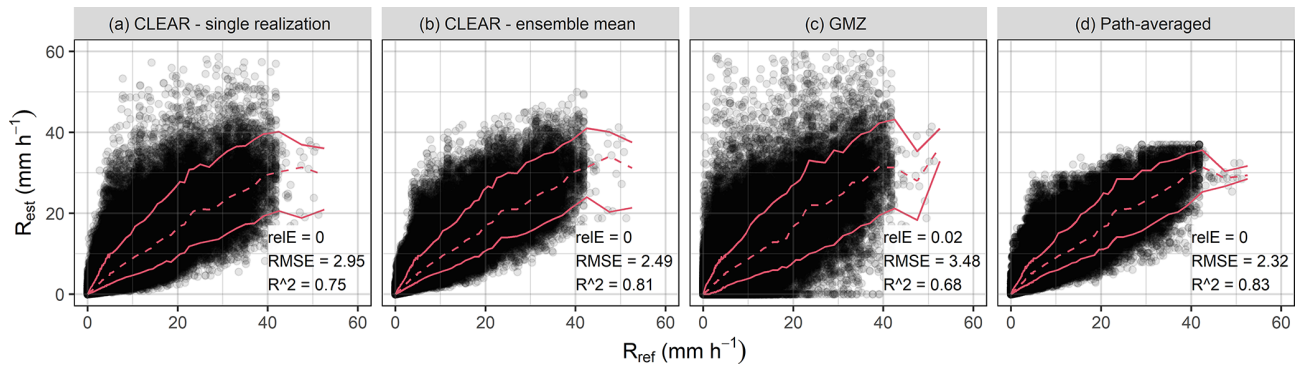 (a) CLEAR - single realization
(b) CLEAR - ensemble mean
(c) GMZ
(d) Path-averaged
R_est (mm h⁻¹)
60
40
20
0
relE = 0
RMSE = 2.95
R^2 = 0.75
relE = 0
RMSE = 2.49
R^2 = 0.81
relE = 0.02
RMSE = 3.48
R^2 = 0.68
relE = 0
RMSE = 2.32
R^2 = 0.83
0 20 40 60
0 20 40 60
0 20 40 60
0 20 40 60
R_ref (mm h⁻¹)